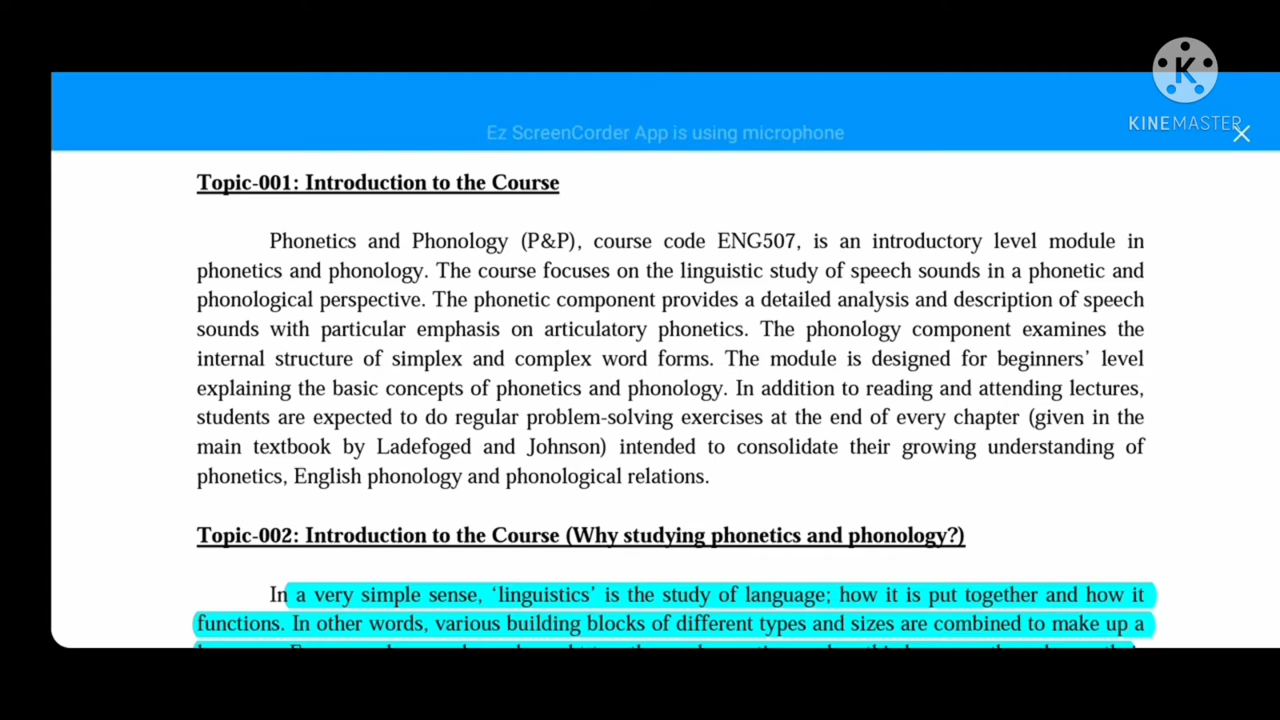 KINEMASTER
Ez ScreenCorder App is using microphone
Topic-001: Introduction to the Course
Phonetics and Phonology (P&P), course code ENG507, is an introductory level module in
phonetics and phonology. The course focuses on the linguistic study of speech sounds in a phonetic and
phonological perspective. The phonetic component provides a detailed analysis and description of speech
sounds with particular emphasis on articulatory phonetics. The phonology component examines the
internal structure of simplex and complex word forms. The module is designed for beginners’ level
explaining the basic concepts of phonetics and phonology. In addition to reading and attending lectures,
students are expected to do regular problem-solving exercises at the end of every chapter (given in the
main textbook by Ladefoged and Johnson) intended to consolidate their growing understanding of
phonetics, English phonology and phonological relations.
Topic-002: Introduction to the Course (Why studying phonetics and phonology?)
In a very simple sense, ‘linguistics’ is the study of language; how it is put together and how it
functions. In other words, various building blocks of different types and sizes are combined to make up a